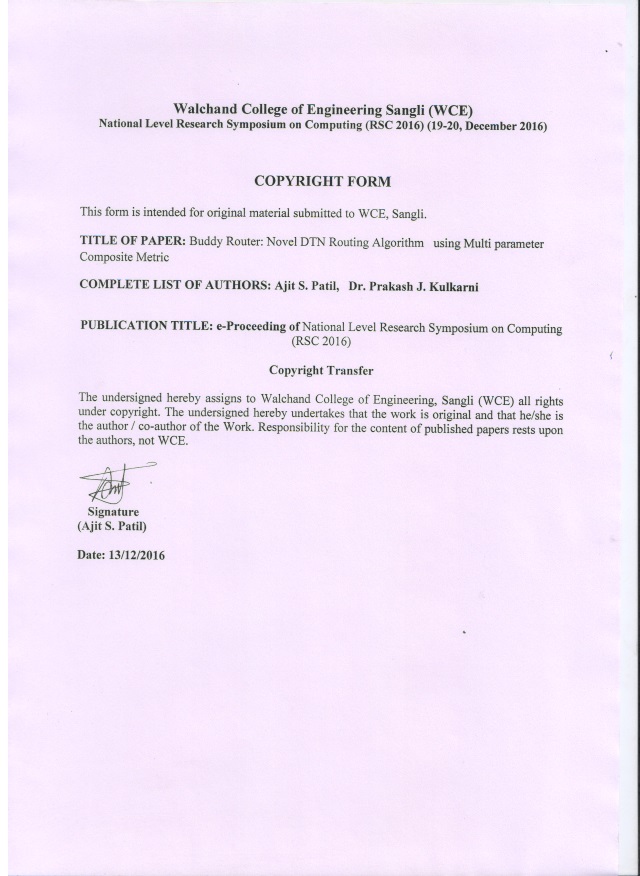 Walchand College of Engineering Sangli (WCE)
National Level Research Symposium on Computing (RSC 2016) (19-20, December 2016)
COPYRIGHT FORM
This form is intended for original material submitted to WCE, Sangli.
TITLE OF PAPER: Buddy Router: Novel DTN Routing Algorithm using Multi parameter
Composite Metric
COMPLETE LIST OF AUTHORS: Ajit S. Patil, Dr. Prakash J. Kulkarni
PUBLICATION TITLE: e-Proceeding of National Level Research Symposium on Computing
(RSC 2016)
Copyright Transfer
The undersigned hereby assigns to Walchand College of Engineering, Sangli (WCE) all rights
under copyright. The undersigned hereby undertakes that the work is original and that he/she is
the author / co-author of the Work. Responsibility for the content of published papers rests upon
the authors, not WCE.
Signature
(Ajit S. Patil)
Date: 13/12/2016